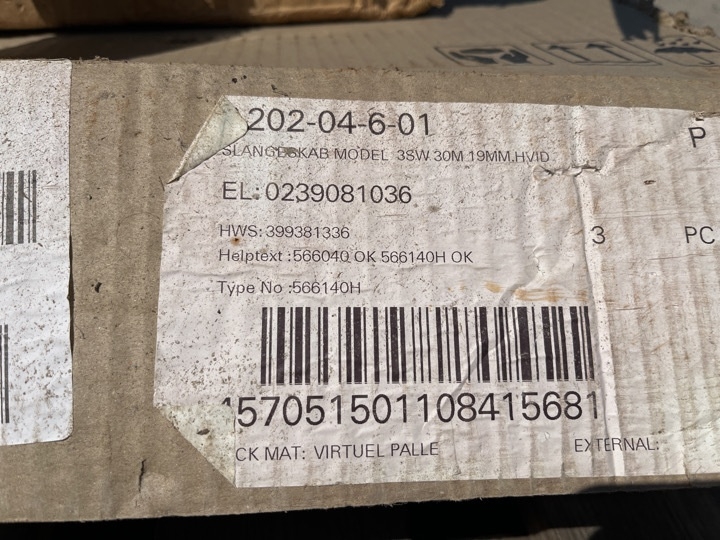 202-04-6-01 P
SLANGESKAB MODEL 3SW 30M 19MM.HVID
EL: 0239081036
HWS: 399381336 3 PC
Helptext :566040 OK 566140H OK
Type No :566140H
157051501108415681
CK MAT: VIRTUEL PALLE EXTERNAL: